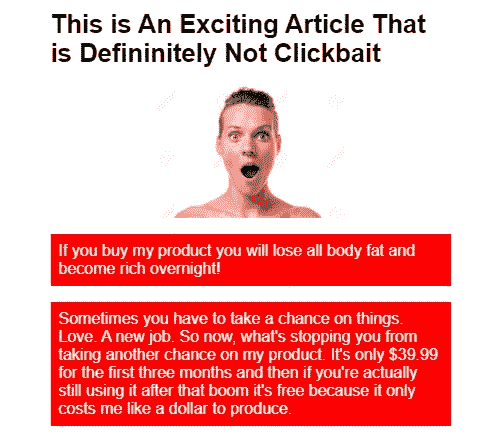 This is An Exciting Article That
is Defininitely Not Clickbait
If you buy my product you will lose all body fat and
become rich overnight!
Sometimes you have to take a chance on things.
Love. A new job. So now, what's stopping you from
taking another chance on my product. It's only $39.99
for the first three months and then if you're actually
still using it after that boom it's free because it only
costs me like a dollar to produce.